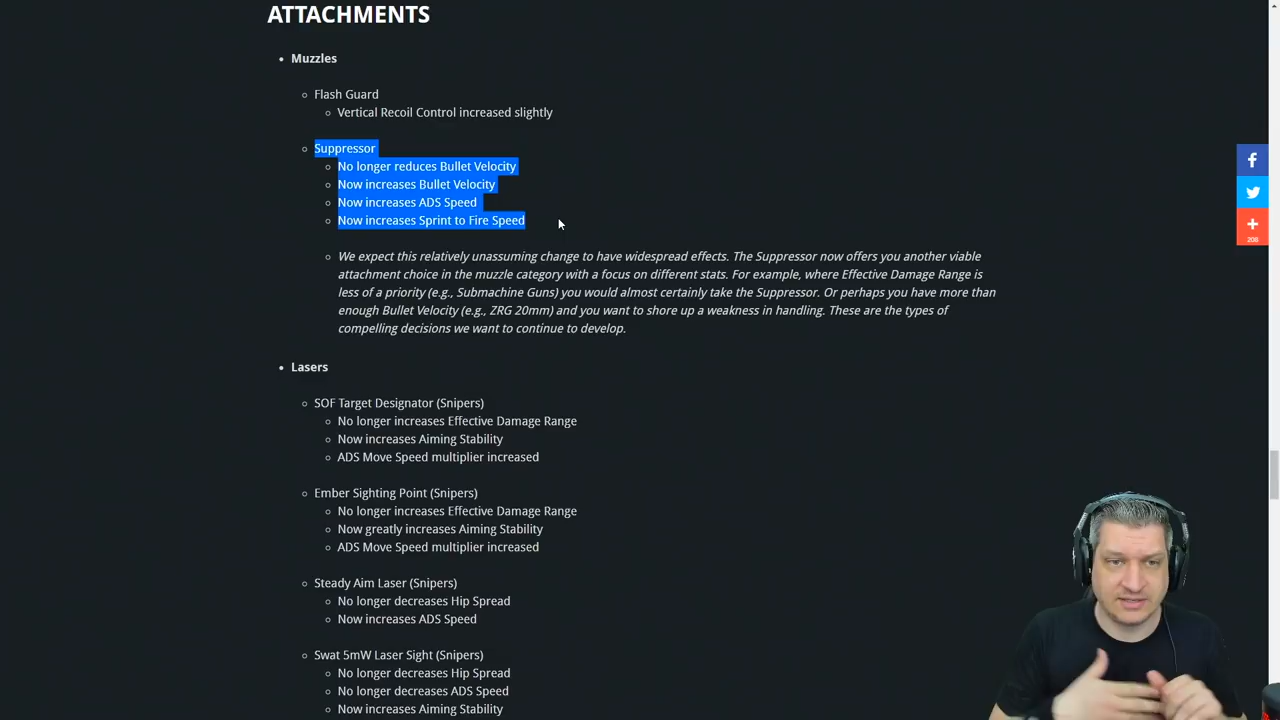 ATTACHMENTS
Muzzles
Flash Guard
Vertical Recoil Control increased slightly
Suppressor
No longer reduces Bullet Velocity
Now increases Bullet Velocity
Now increases ADS Speed
Now increases Sprint to Fire Speed
We expect this relatively unassuming change to have widespread effects. The Suppressor now offers you another viable
attachment choice in the muzzle category with a focus on different stats. For example, where Effective Damage Range is
less of a priority (e.g., Submachine Guns) you would almost certainly take the Suppressor. Or perhaps you have more than
enough Bullet Velocity (e.g., ZRG 20mm) and you want to shore up a weakness in handling. These are the types of
compelling decisions we want to continue to develop.
Lasers
SOF Target Designator (Snipers)
No longer increases Effective Damage Range
Now increases Aiming Stability
ADS Move Speed multiplier increased
Ember Sighting Point (Snipers)
No longer increases Effective Damage Range
Now greatly increases Aiming Stability
ADS Move Speed multiplier increased
Steady Aim Laser (Snipers)
No longer decreases Hip Spread
Now increases ADS Speed
Swat 5mW Laser Sight (Snipers)
No longer decreases Hip Spread
No longer decreases ADS Speed
Now increases Aiming Stability
208